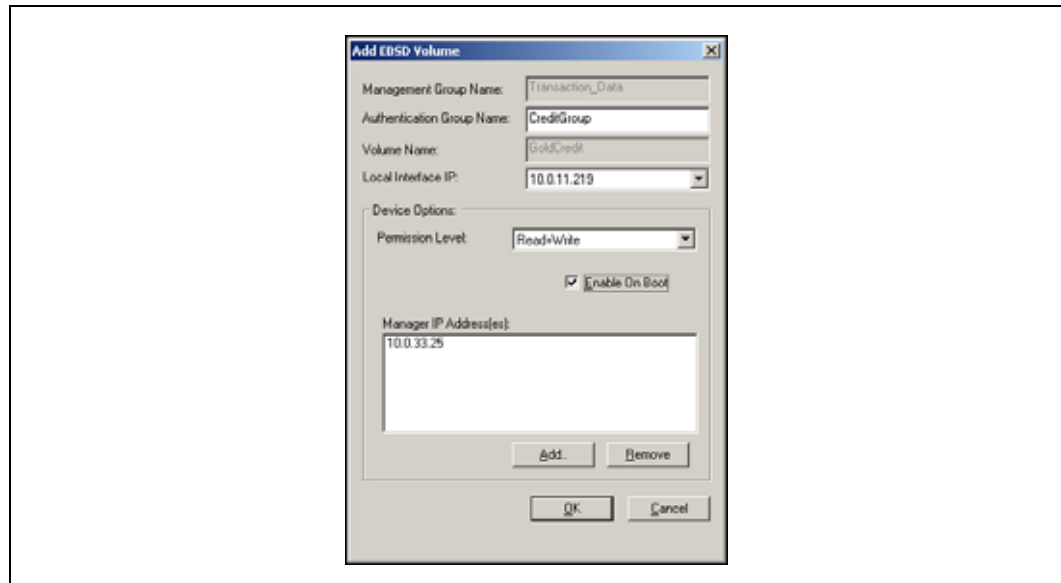 Add EBSD Volume
Management Group Name: Transaction_Data
Authentication Group Name: CreditGroup
Volume Name: GoldCredit
Local Interface IP: 10.0.11.219
Device Options:
Permission Level: Read+Write
Enable On Boot
Manager IP Address(es):
10.0.33.25
Add.. Remove
OK Cancel